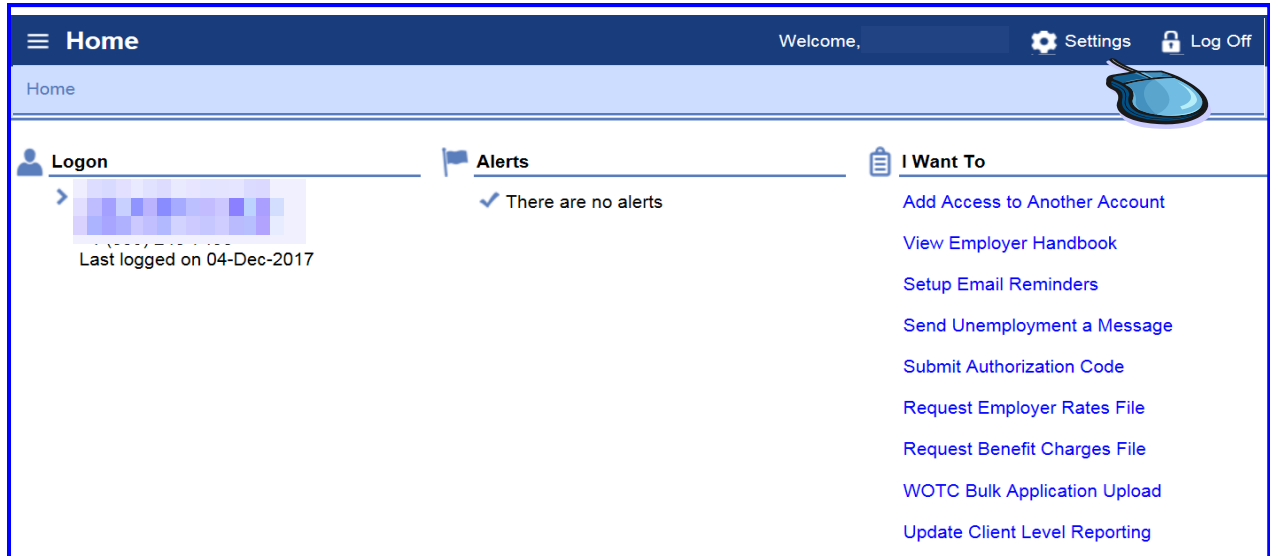 Home
Welcome,
Settings
Log Off
Home
Logon
Last logged on 04-Dec-2017
Alerts
There are no alerts
I Want To
Add Access to Another Account
View Employer Handbook
Setup Email Reminders
Send Unemployment a Message
Submit Authorization Code
Request Employer Rates File
Request Benefit Charges File
WOTC Bulk Application Upload
Update Client Level Reporting